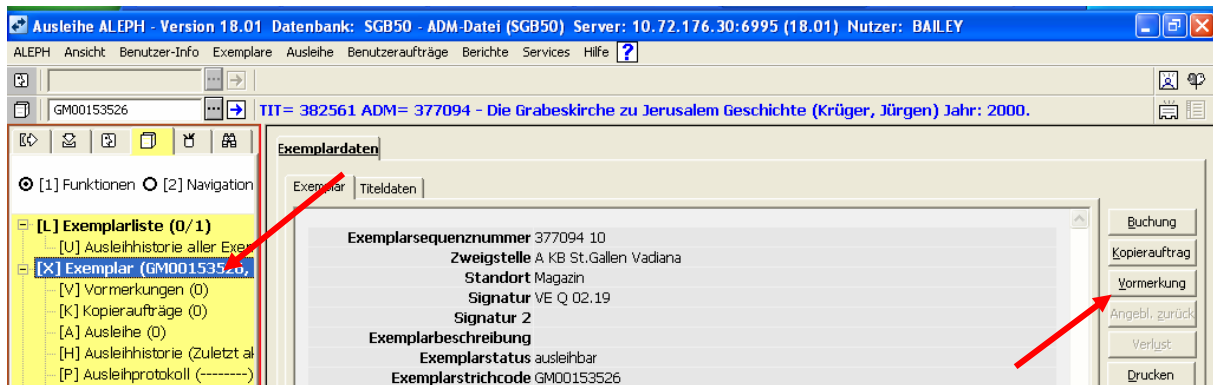 Ausleihe ALEPH - Version 18.01 Datenbank: SGB50 - ADM-Datei (SGB50) Server: 10.72.176.30:6995 (18.01) Nutzer: BAILEY
ALEPH Ansicht Benutzer-Info Exemplare Ausleihe Benutzeraufträge Berichte Services Hilfe ?
GM00153526 ... TIT= 382561 ADM= 377094 - Die Grabeskirche zu Jerusalem Geschichte (Krüger, Jürgen) Jahr: 2000.
Exemplardaten
[1] Funktionen [2] Navigation
Exemplar Titeldaten
[L] Exemplarliste (0/1)
[U] Ausleihhistorie aller Exem
[X] Exemplar (GM00153526,
[V] Vormerkungen (0)
[K] Kopieraufträge (0)
[A] Ausleihe (0)
[H] Ausleihhistorie (Zuletzt al
[P] Ausleihprotokoll (--------)
Exemplarsequenznummer 377094 10
Zweigstelle A KB St.Gallen Vadiana
Standort Magazin
Signatur VE Q 02.19
Signatur 2
Exemplarbeschreibung
Exemplarstatus ausleihbar
Exemplarstrichcode GM00153526
Buchung
Kopierauftrag
Vormerkung
Angebl. zurück
Verlust
Drucken